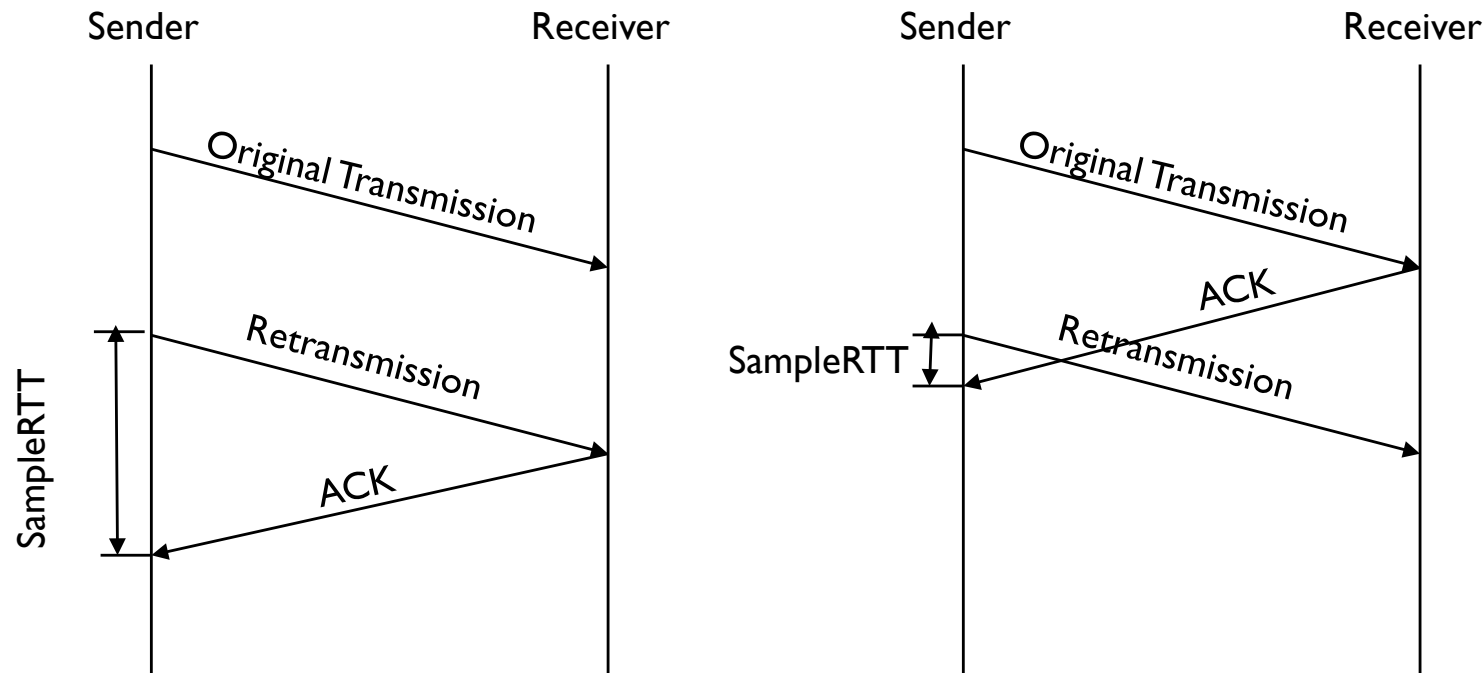 Sender
Receiver
Original Transmission
Retransmission
SampleRTT
ACK
Sender
Receiver
Original Transmission
ACK
Retransmission
SampleRTT